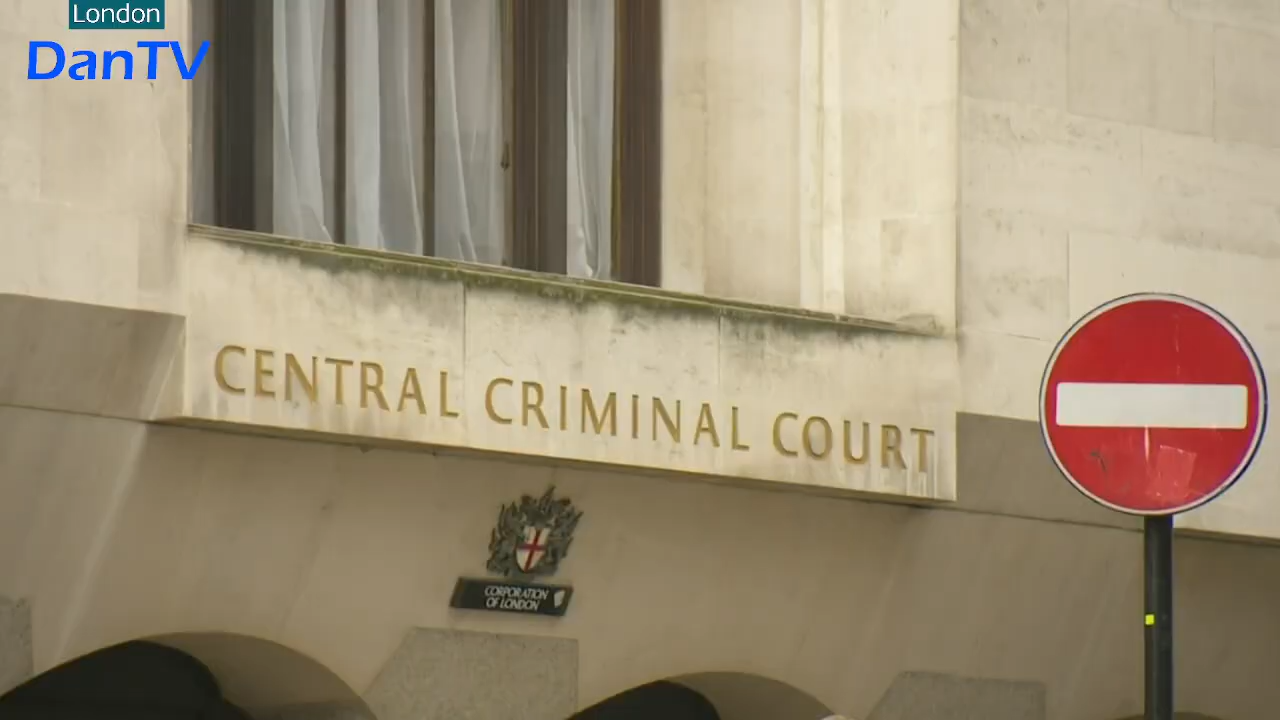 London
DanTV
CENTRAL CRIMINAL COURT
CORPORATION
OF LONDON